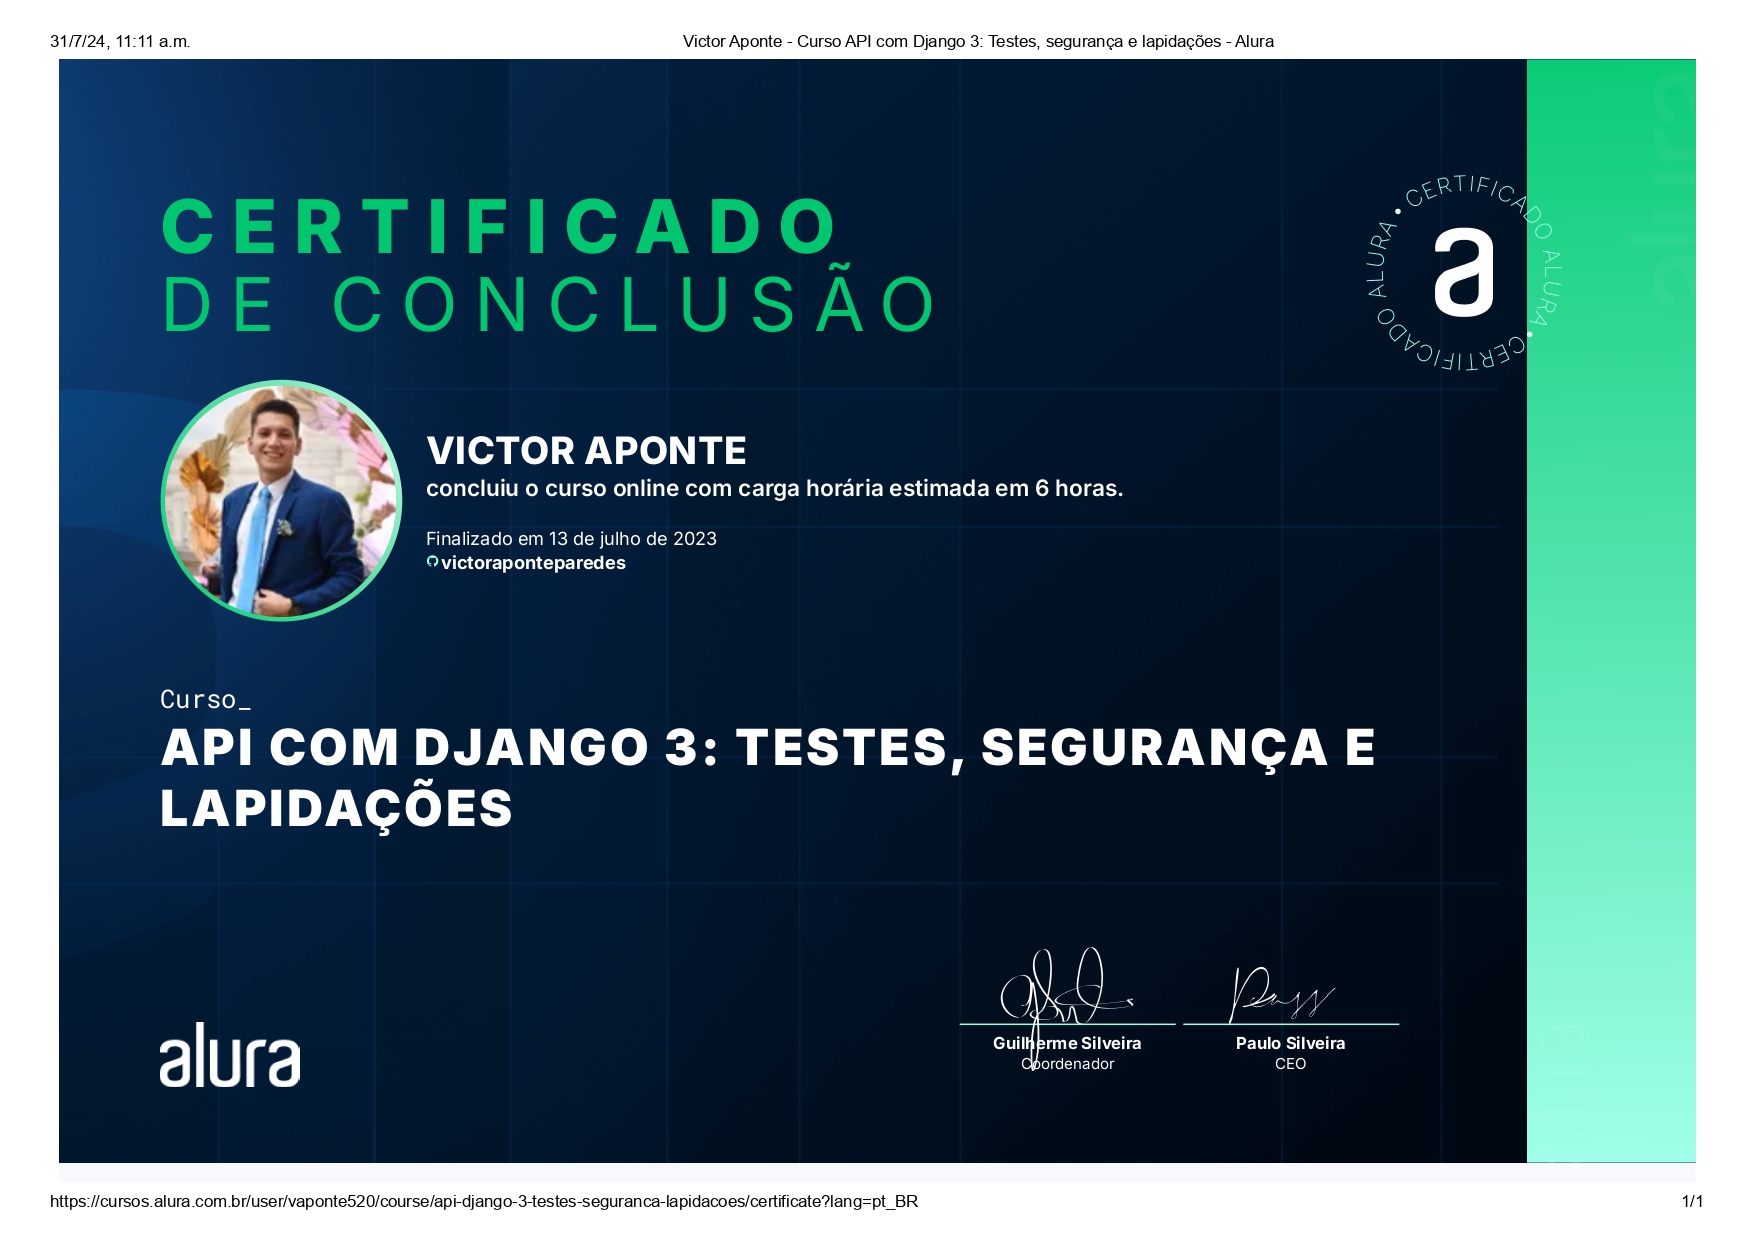 31/7/24, 11:11 a.m.
Victor Aponte - Curso API com Django 3: Testes, segurança e lapidações - Alura
CERTIFICADO
DE CONCLUSÃO
CERTIFICADO ALURA • CERTIFICADO ALURA •
a
VICTOR APONTE
concluiu o curso online com carga horária estimada em 6 horas.
Finalizado em 13 de julho de 2023
victoraponteparedes
Curso_
API COM DJANGO 3: TESTES, SEGURANÇA E
LAPIDAÇÕES
alura
Guilherme Silveira
Coordenador
Paulo Silveira
CEO
alura
alura
https://cursos.alura.com.br/user/vaponte520/course/api-django-3-testes-seguranca-lapidacoes/certificate?lang=pt_BR
1/1